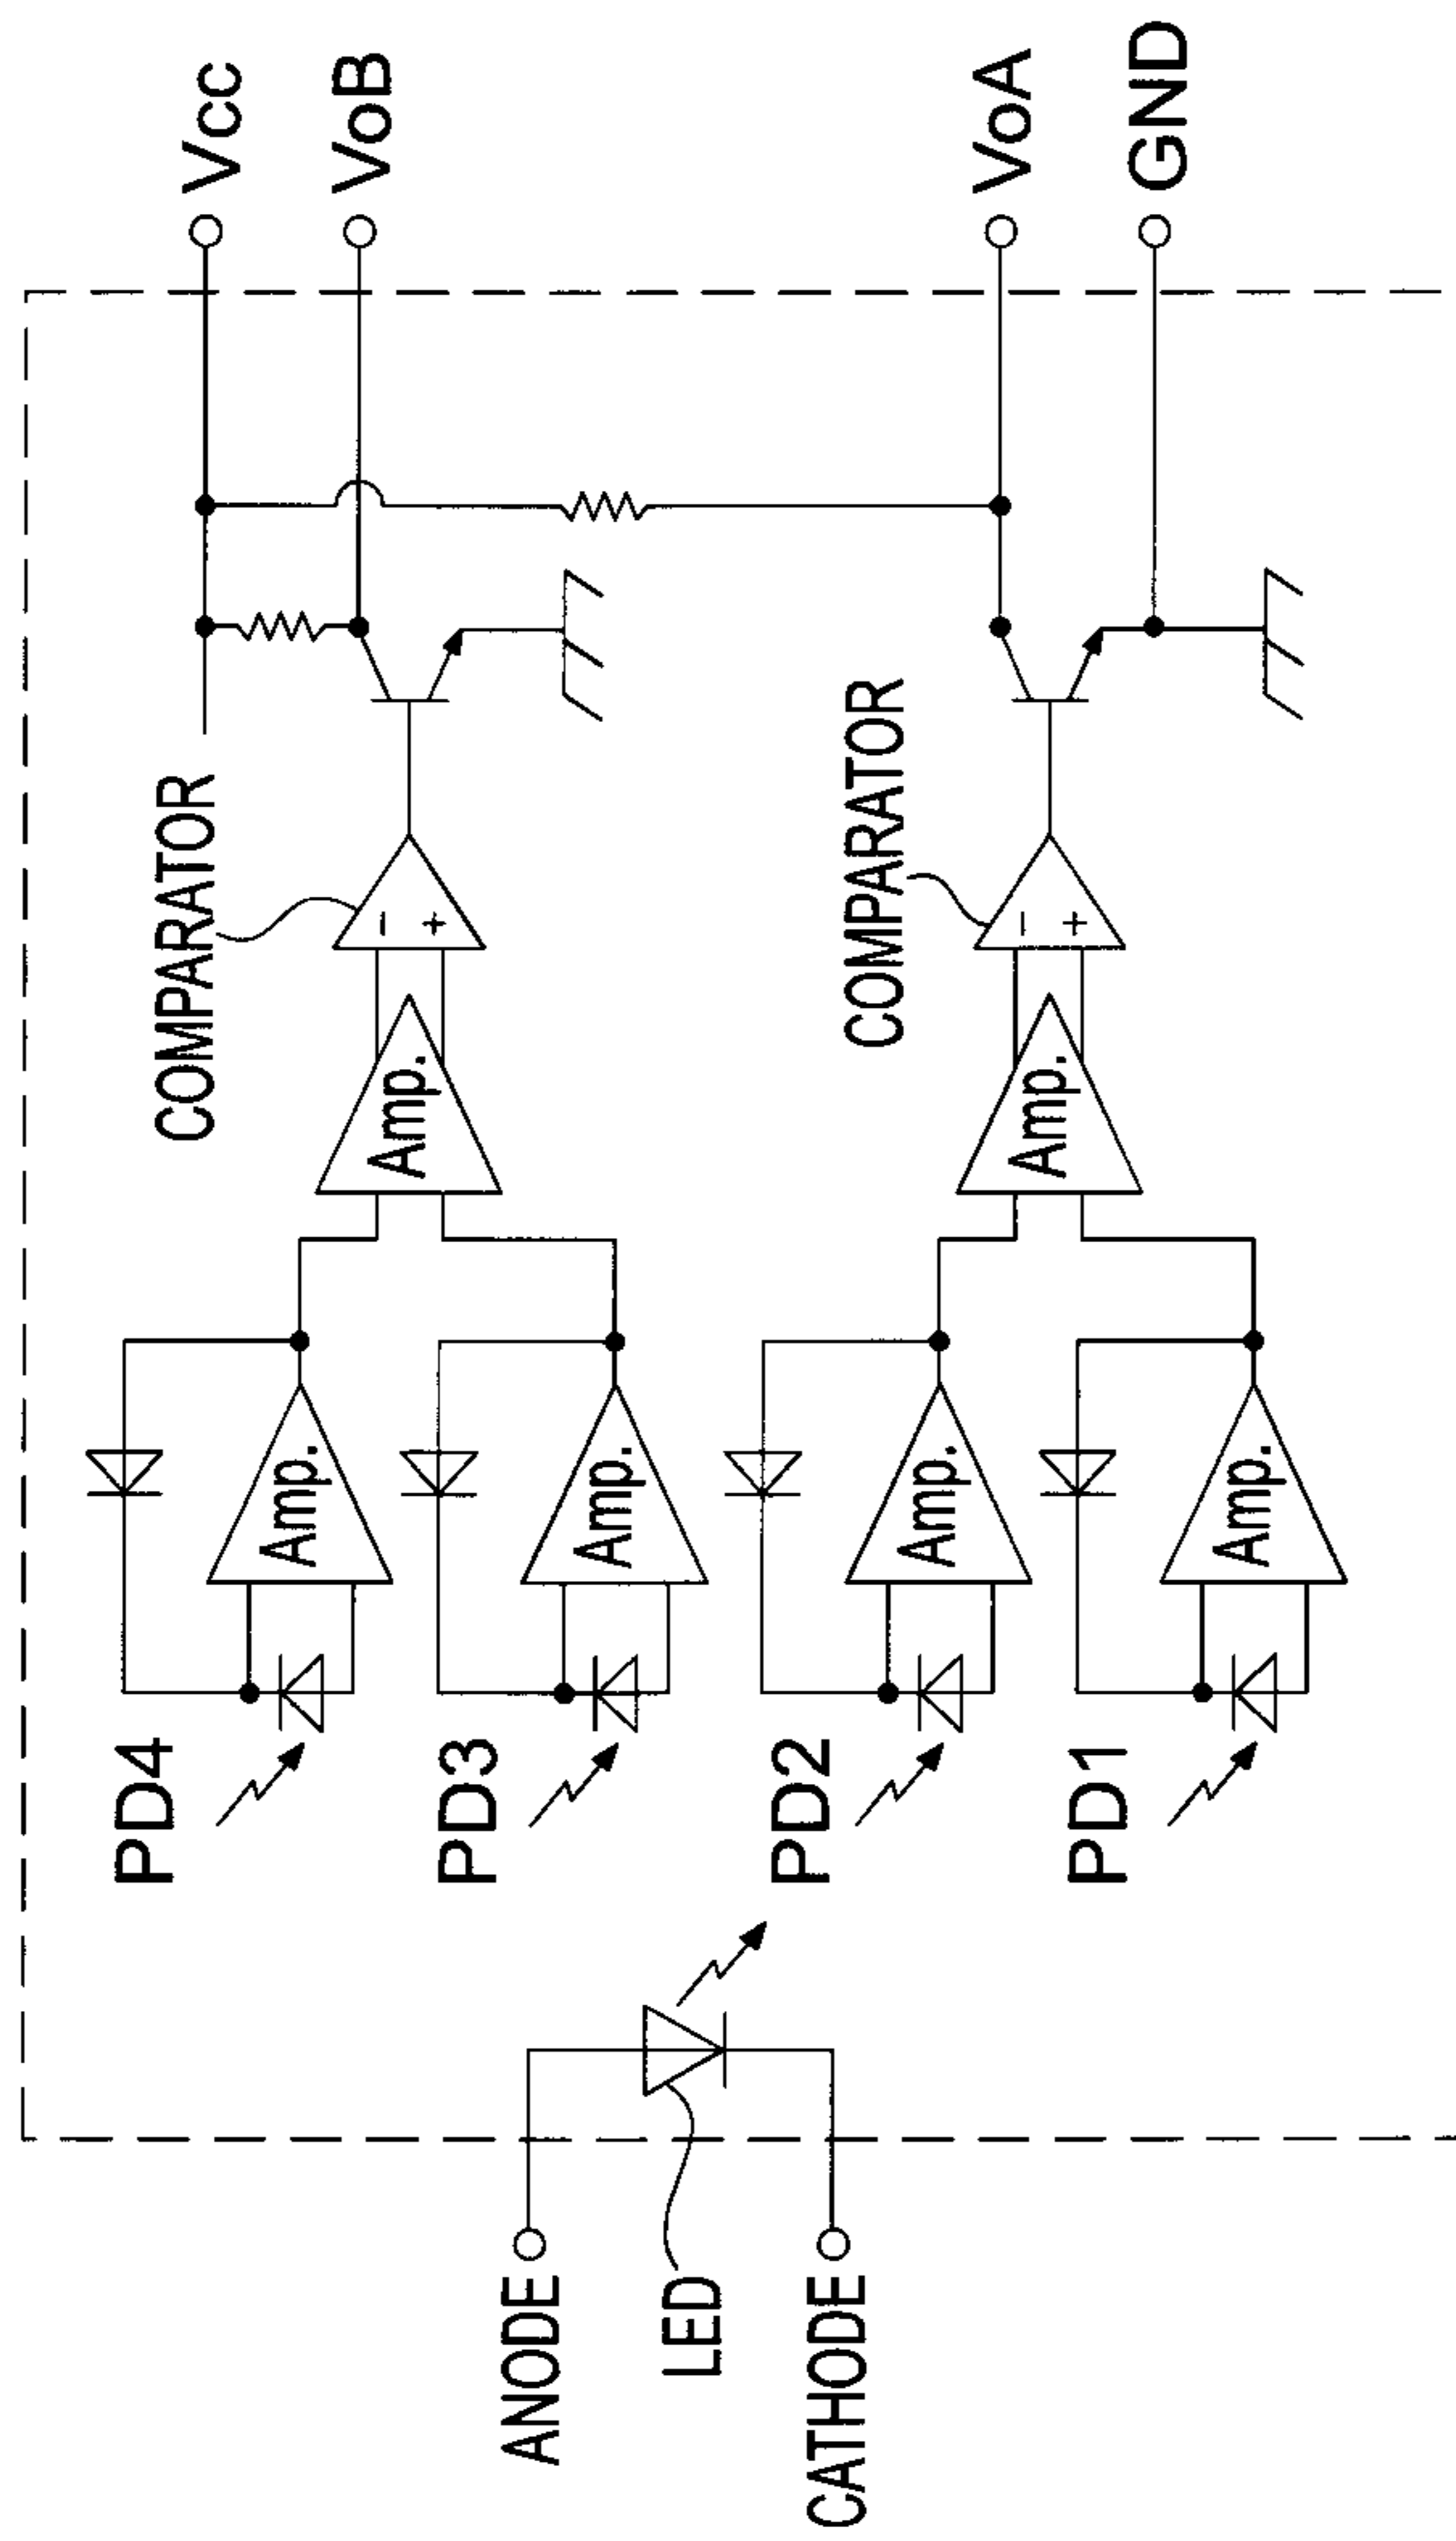 Vcc
VoB
VoA
GND
COMPARATOR
COMPARATOR
–
+
–
+
Amp.
Amp.
Amp.
Amp.
Amp.
Amp.
PD4
PD3
PD2
PD1
ANODE
LED
CATHODE